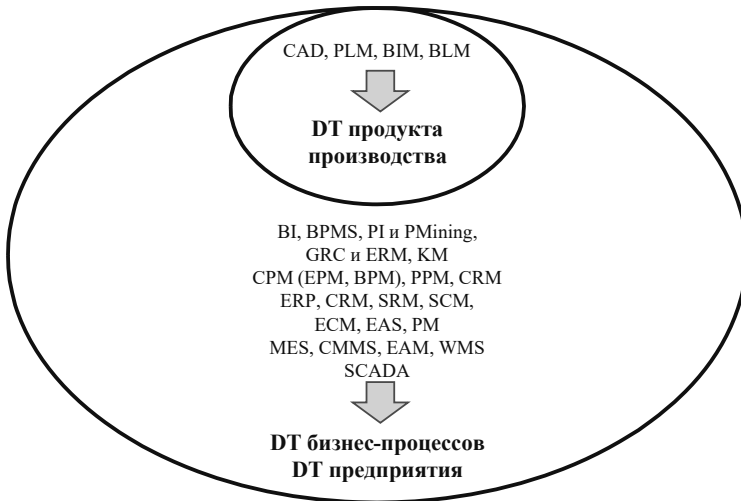 CAD, PLM, BIM, BLM
DT продукта
производства
BI, BPMS, PI и PMining,
GRC и ERM, KM
CPM (EPM, BPM), PPM, CRM
ERP, CRM, SRM, SCM,
ECM, EAS, PM
MES, CMMS, EAM, WMS
SCADA
DT бизнес-процессов
DT предприятия